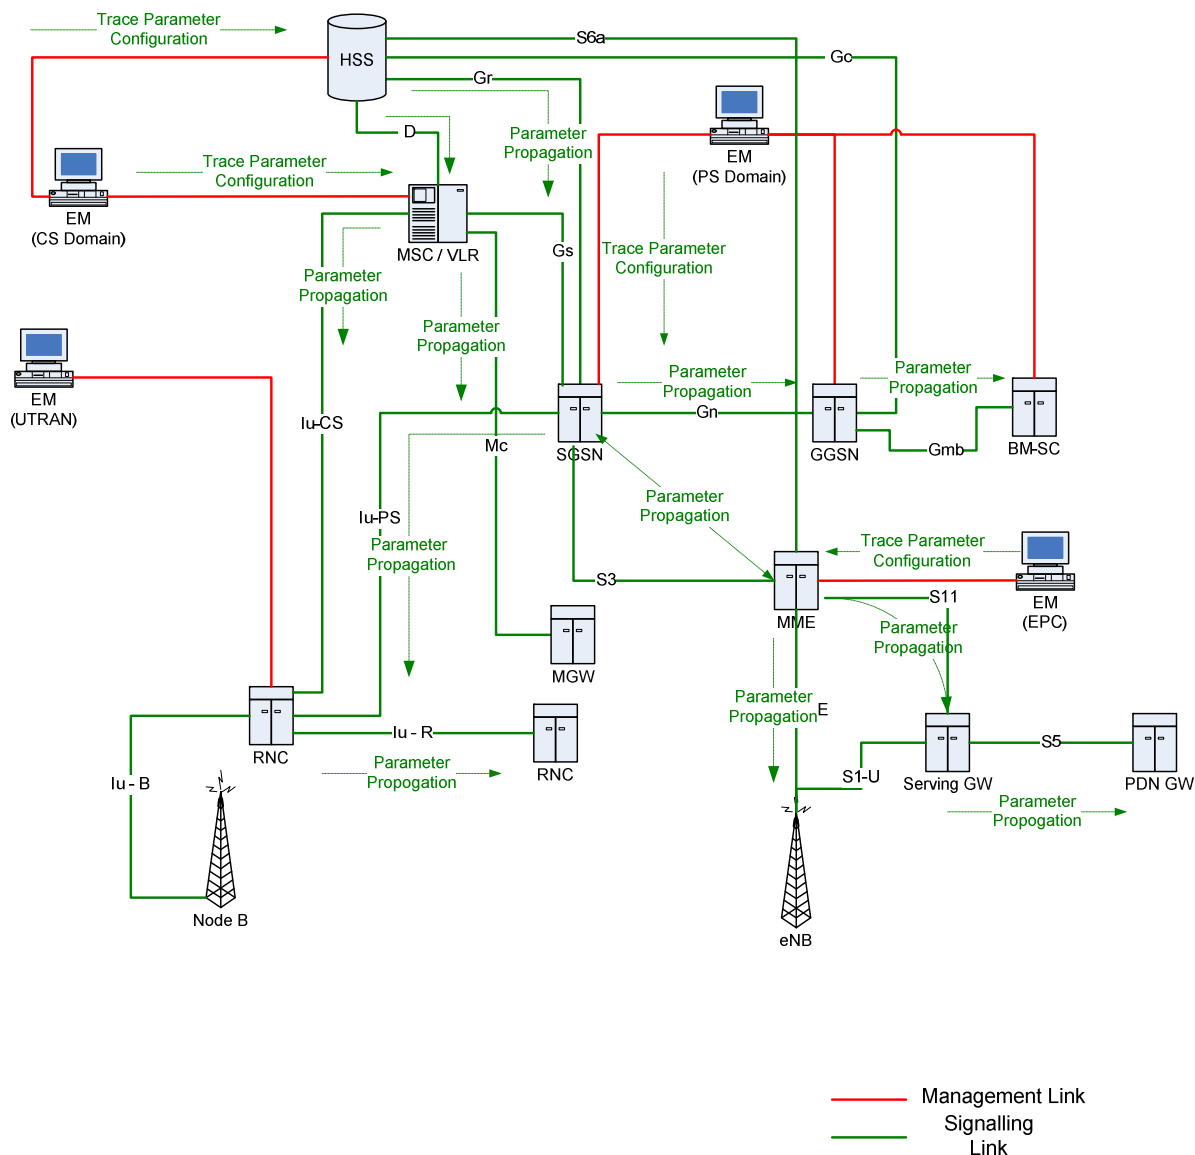 Trace Parameter
Configuration
HSS
S6a
Gc
Gr
D
Parameter
Propagation
EM
(PS Domain)
Trace Parameter
Configuration
EM
(CS Domain)
MSC / VLR
Gs
Trace Parameter
Configuration
Parameter
Propagation
Parameter
Propagation
EM
(UTRAN)
Parameter
Propagation
Parameter
Propagation
Iu-CS
Gn
Mc
SGSN
GGSN
Gmb
BM-SC
Iu-PS
Parameter
Propagation
Parameter
Propagation
Trace Parameter
Configuration
S3
S11
EM
(EPC)
MME
Parameter
Propagation
MGW
Parameter
Propagation
E
Iu - R
RNC
RNC
S5
S1-U
Iu - B
Parameter
Propogation
Serving GW
PDN GW
Parameter
Propogation
Node B
eNB
Management Link
Signalling
Link